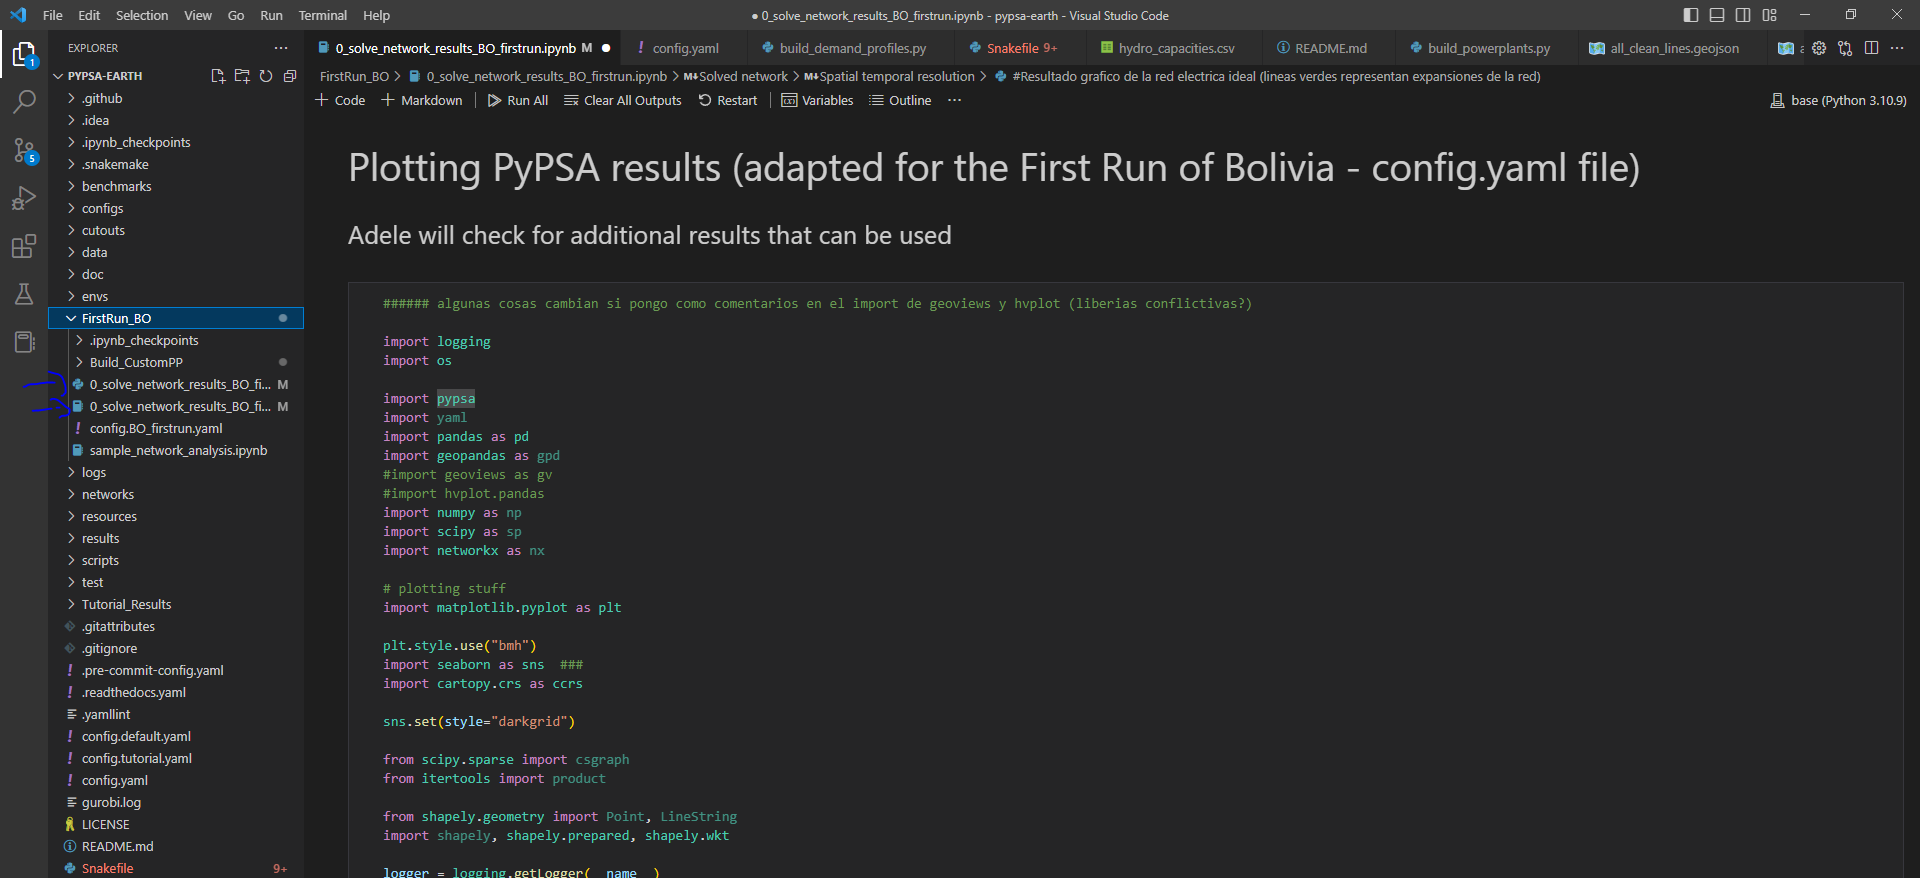 File Edit Selection View Go Run Terminal Help
● 0_solve_network_results_BO_firstrun.ipynb - pypsa-earth - Visual Studio Code
EXPLORER
PYPSA-EARTH
.github
.idea
.ipynb_checkpoints
.snakemake
benchmarks
configs
cutouts
data
doc
envs
FirstRun_BO
.ipynb_checkpoints
Build_CustomPP
0_solve_network_results_BO_fi... M
0_solve_network_results_BO_fi... M
config.BO_firstrun.yaml
sample_network_analysis.ipynb
logs
networks
resources
results
scripts
test
Tutorial_Results
.gitattributes
.gitignore
.pre-commit-config.yaml
.readthedocs.yaml
.yamllint
config.default.yaml
config.tutorial.yaml
config.yaml
gurobi.log
LICENSE
README.md
Snakefile 9+
1
5
0_solve_network_results_BO_firstrun.ipynb M
config.yaml
build_demand_profiles.py
Snakefile 9+
hydro_capacities.csv
README.md
build_powerplants.py
all_clean_lines.geojson
FirstRun_BO > 0_solve_network_results_BO_firstrun.ipynb > M↓Solved network > M↓Spatial temporal resolution > #Resultado grafico de la red electrica ideal (lineas verdes representan expansiones de la red)
+ Code + Markdown Run All Clear All Outputs Restart Variables Outline ···
base (Python 3.10.9)
Plotting PyPSA results (adapted for the First Run of Bolivia - config.yaml file)
Adele will check for additional results that can be used
###### algunas cosas cambian si pongo como comentarios en el import de geoviews y hvplot (liberias conflictivas?)
import logging
import os
import pypsa
import yaml
import pandas as pd
import geopandas as gpd
#import geoviews as gv
#import hvplot.pandas
import numpy as np
import scipy as sp
import networkx as nx
# plotting stuff
import matplotlib.pyplot as plt
plt.style.use("bmh")
import seaborn as sns ###
import cartopy.crs as ccrs
sns.set(style="darkgrid")
from scipy.sparse import csgraph
from itertools import product
from shapely.geometry import Point, LineString
import shapely, shapely.prepared, shapely.wkt
logger = logging.getLogger(__name__)